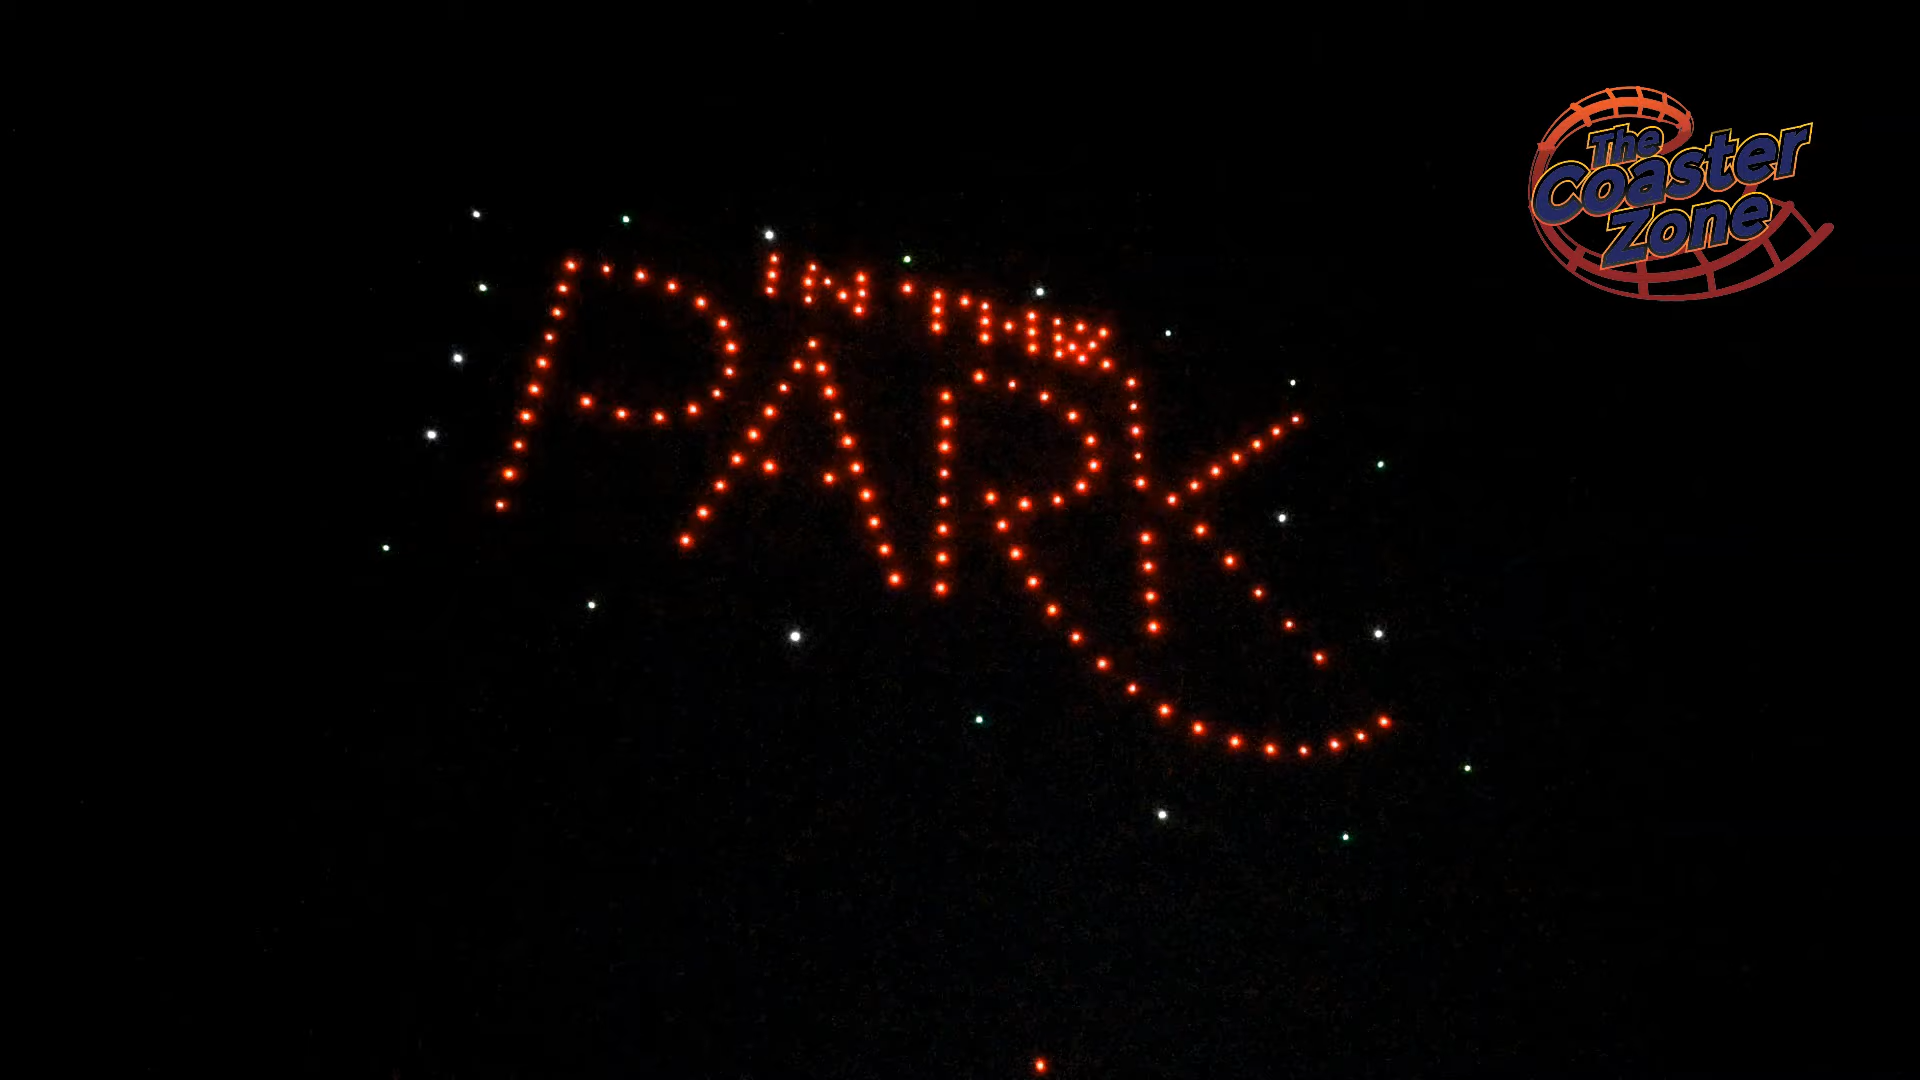 IN THE
PARK
The
Coaster
Zone